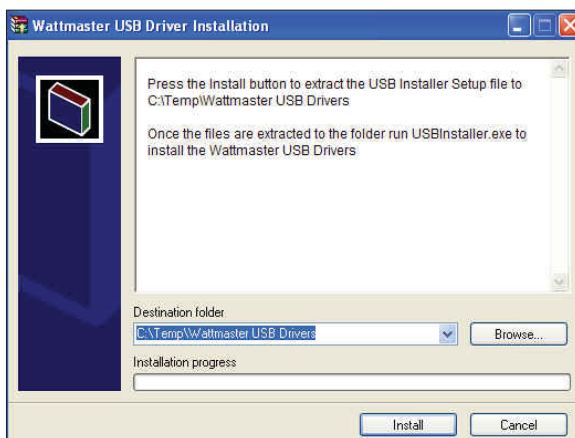 Wattmaster USB Driver Installation
Press the Install button to extract the USB Installer Setup file to
C:\Temp\Wattmaster USB Drivers
Once the files are extracted to the folder run USBInstaller.exe to
install the Wattmaster USB Drivers
Destination folder
C:\Temp\Wattmaster USB Drivers
Browse...
Installation progress
Install
Cancel